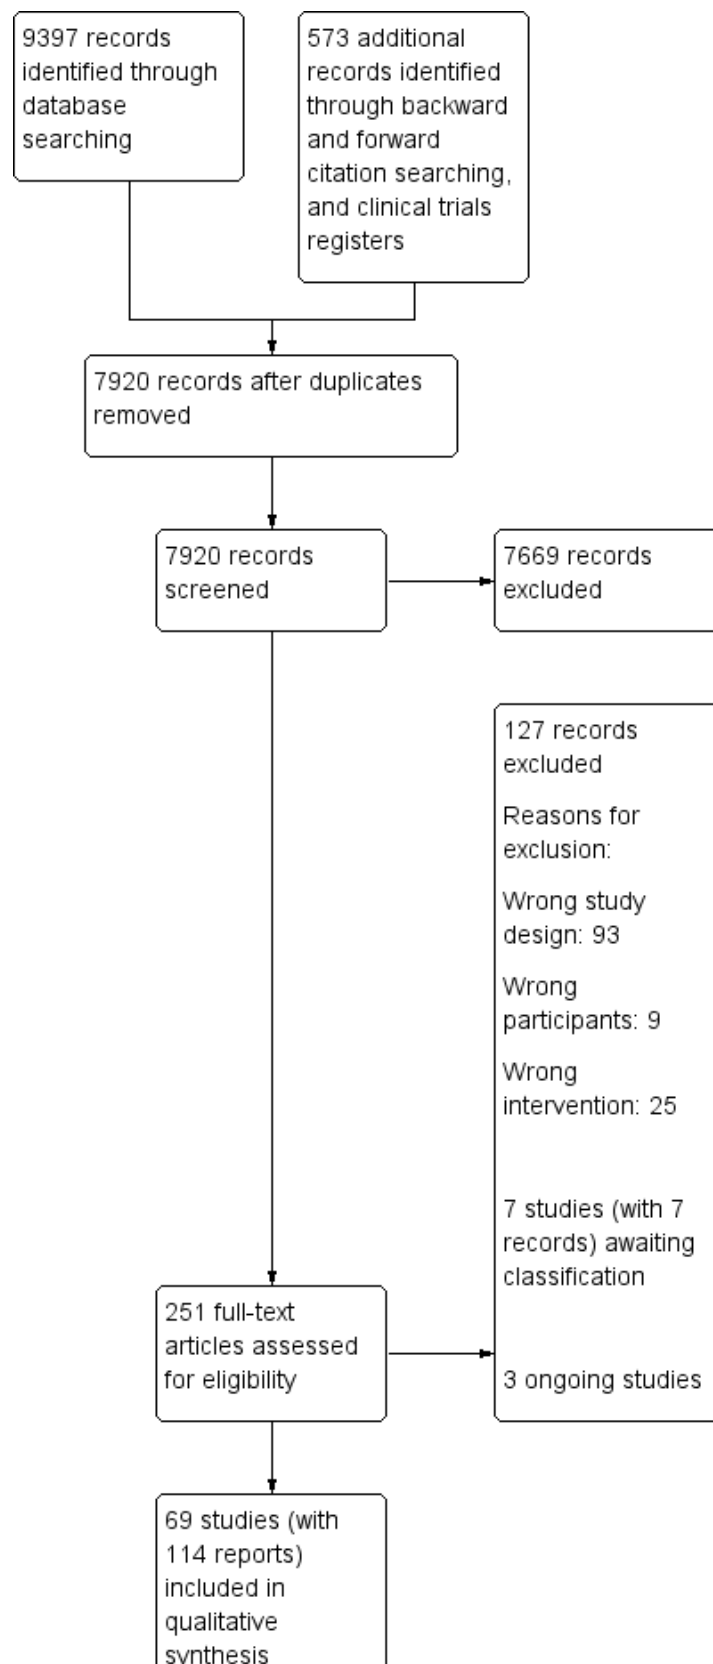 9397 records
identified through
database
searching
573 additional
records identified
through backward
and forward
citation searching,
and clinical trials
registers
7920 records after duplicates
removed
7920 records
screened
7669 records
excluded
127 records
excluded
Reasons for
exclusion:
Wrong study
design: 93
Wrong
participants: 9
Wrong
intervention: 25
7 studies (with 7
records) awaiting
classification
3 ongoing studies
251 full-text
articles assessed
for eligibility
69 studies (with
114 reports)
included in
qualitative
synthesis